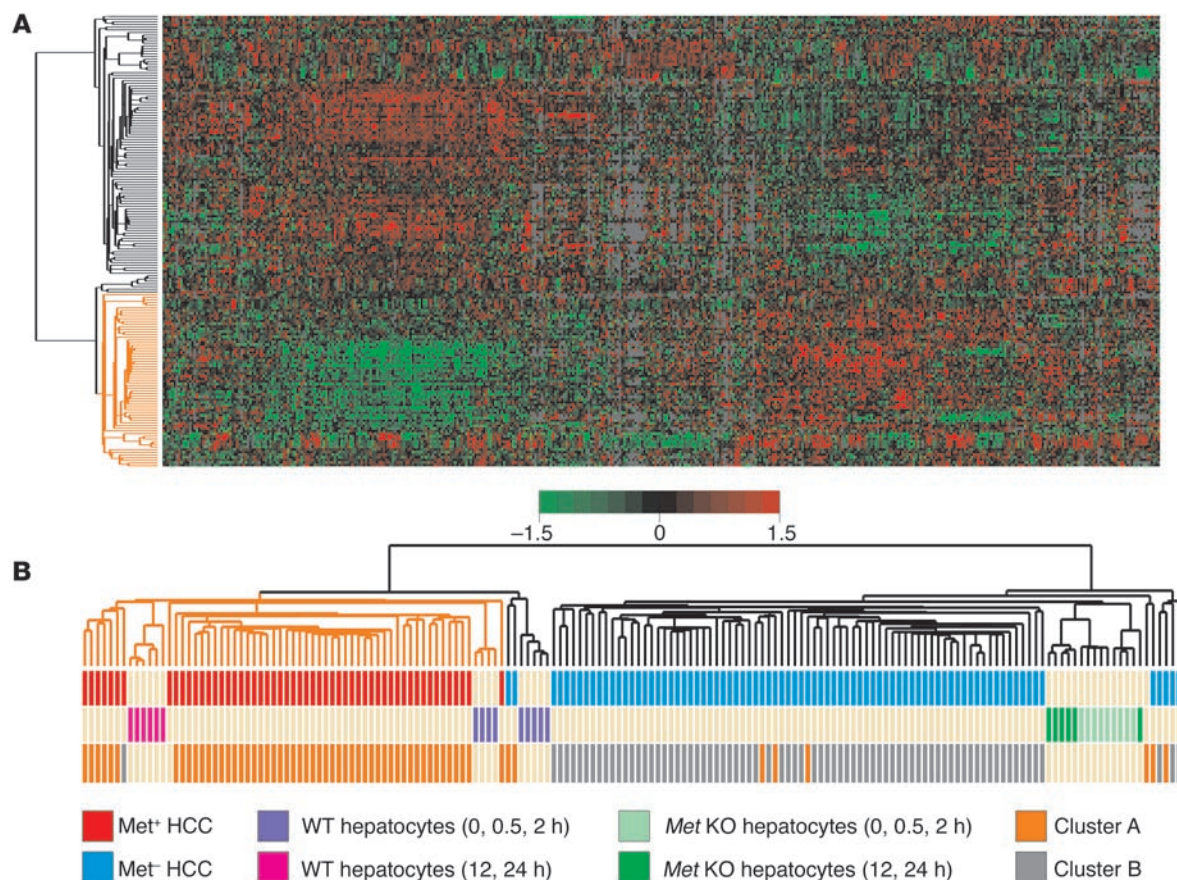 A
−1.5 0 1.5
B
Met+ HCC WT hepatocytes (0, 0.5, 2 h) Met KO hepatocytes (0, 0.5, 2 h) Cluster A
Met− HCC WT hepatocytes (12, 24 h) Met KO hepatocytes (12, 24 h) Cluster B